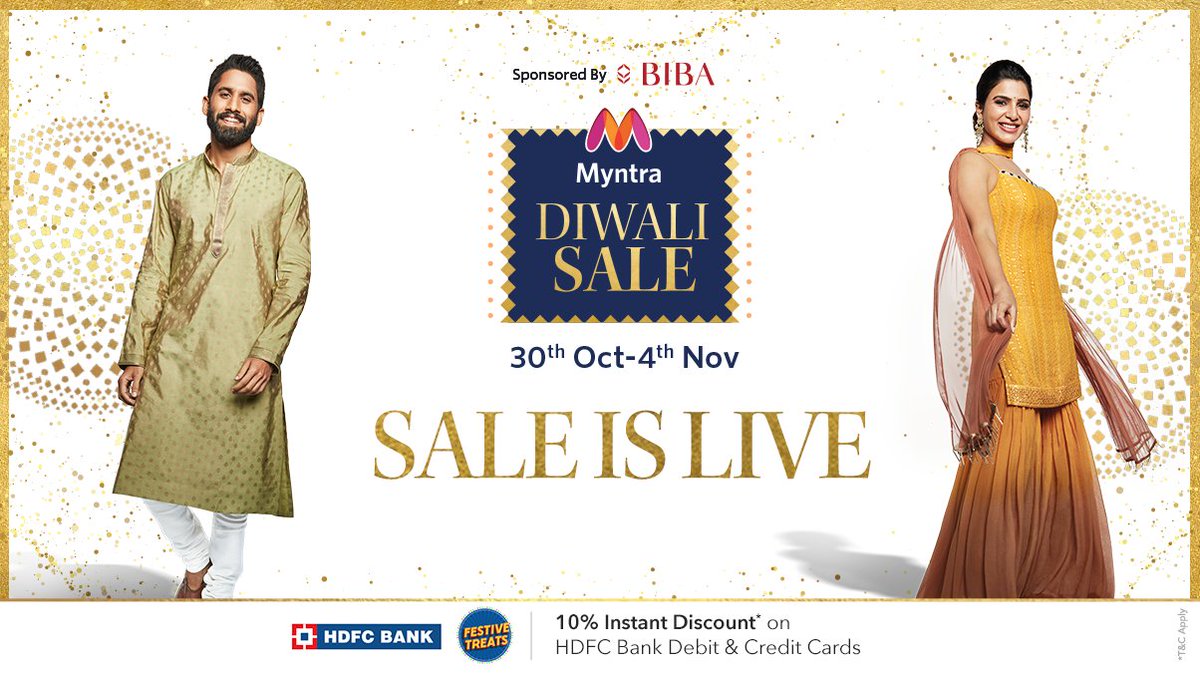 Sponsored By BIBA
Myntra
DIWALI
SALE
30th Oct-4th Nov
SALE IS LIVE
HDFC BANK
FESTIVE
TREATS
10% Instant Discount* on
HDFC Bank Debit & Credit Cards
*T&C Apply